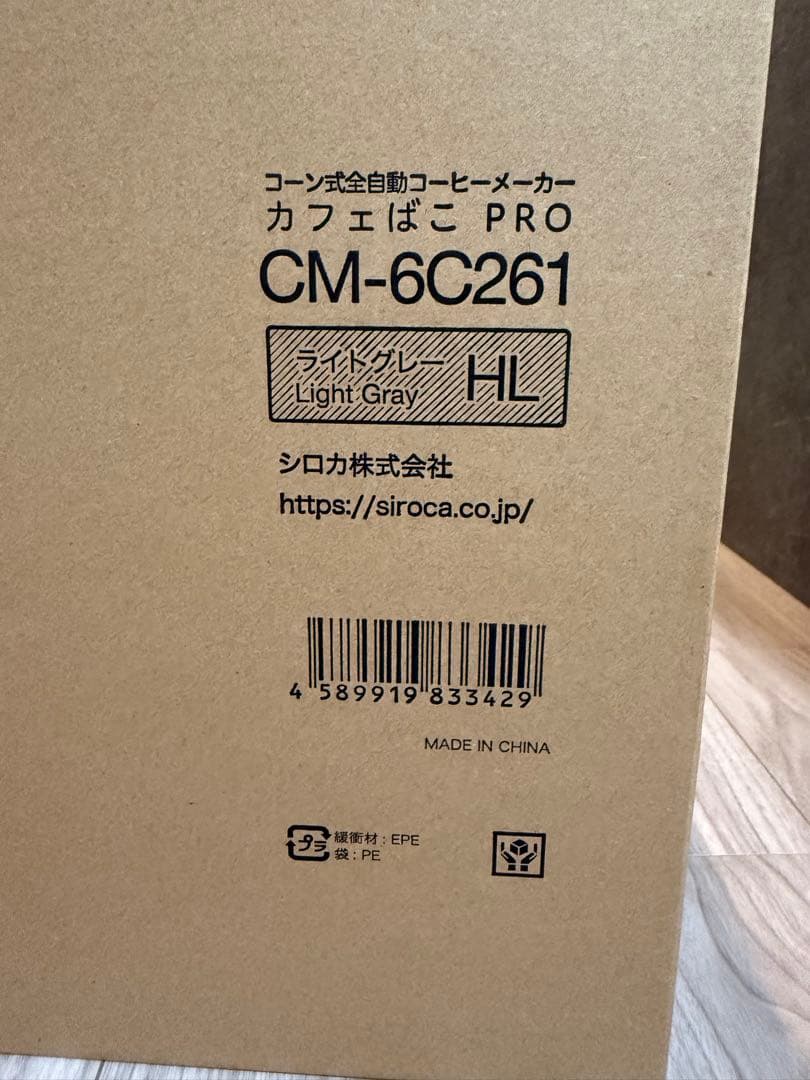 コーン式全自動コーヒーメーカー
カフェばこ PRO
CM-6C261
ライトグレー
Light Gray
HL
シロカ株式会社
https://siroca.co.jp/
4 589919 833429
MADE IN CHINA
プラ
緩衝材 : EPE
袋 : PE